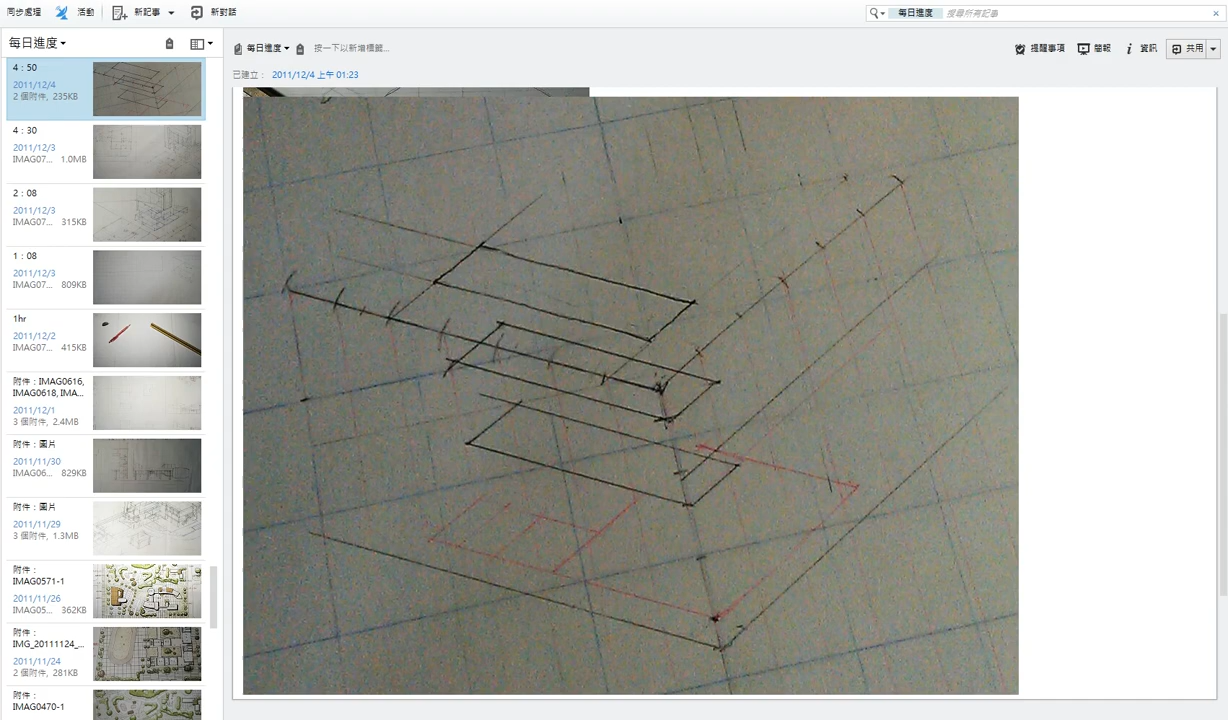 同步處理 活動 新記事 新對話
每日進度 搜尋所有記事
每日進度
4：50
2011/12/4
2 個附件, 235KB
4：30
2011/12/3
IMAG07... 1.0MB
2：08
2011/12/3
IMAG07... 315KB
1：08
2011/12/3
IMAG07... 809KB
1hr
2011/12/2
IMAG07... 415KB
附件：IMAG0616,
IMAG0618, IMA...
2011/12/1
3 個附件, 2.4MB
附件：圖片
2011/11/30
IMAG06... 829KB
附件：圖片
2011/11/29
3 個附件, 1.3MB
附件：
IMAG0571-1
2011/11/26
IMAG05... 362KB
附件：
IMG_20111124_...
2011/11/24
2 個附件, 281KB
附件：
IMAG0470-1
每日進度 按一下以新增標籤...
提醒事項 簡報 資訊 共用
已建立： 2011/12/4 上午 01:23